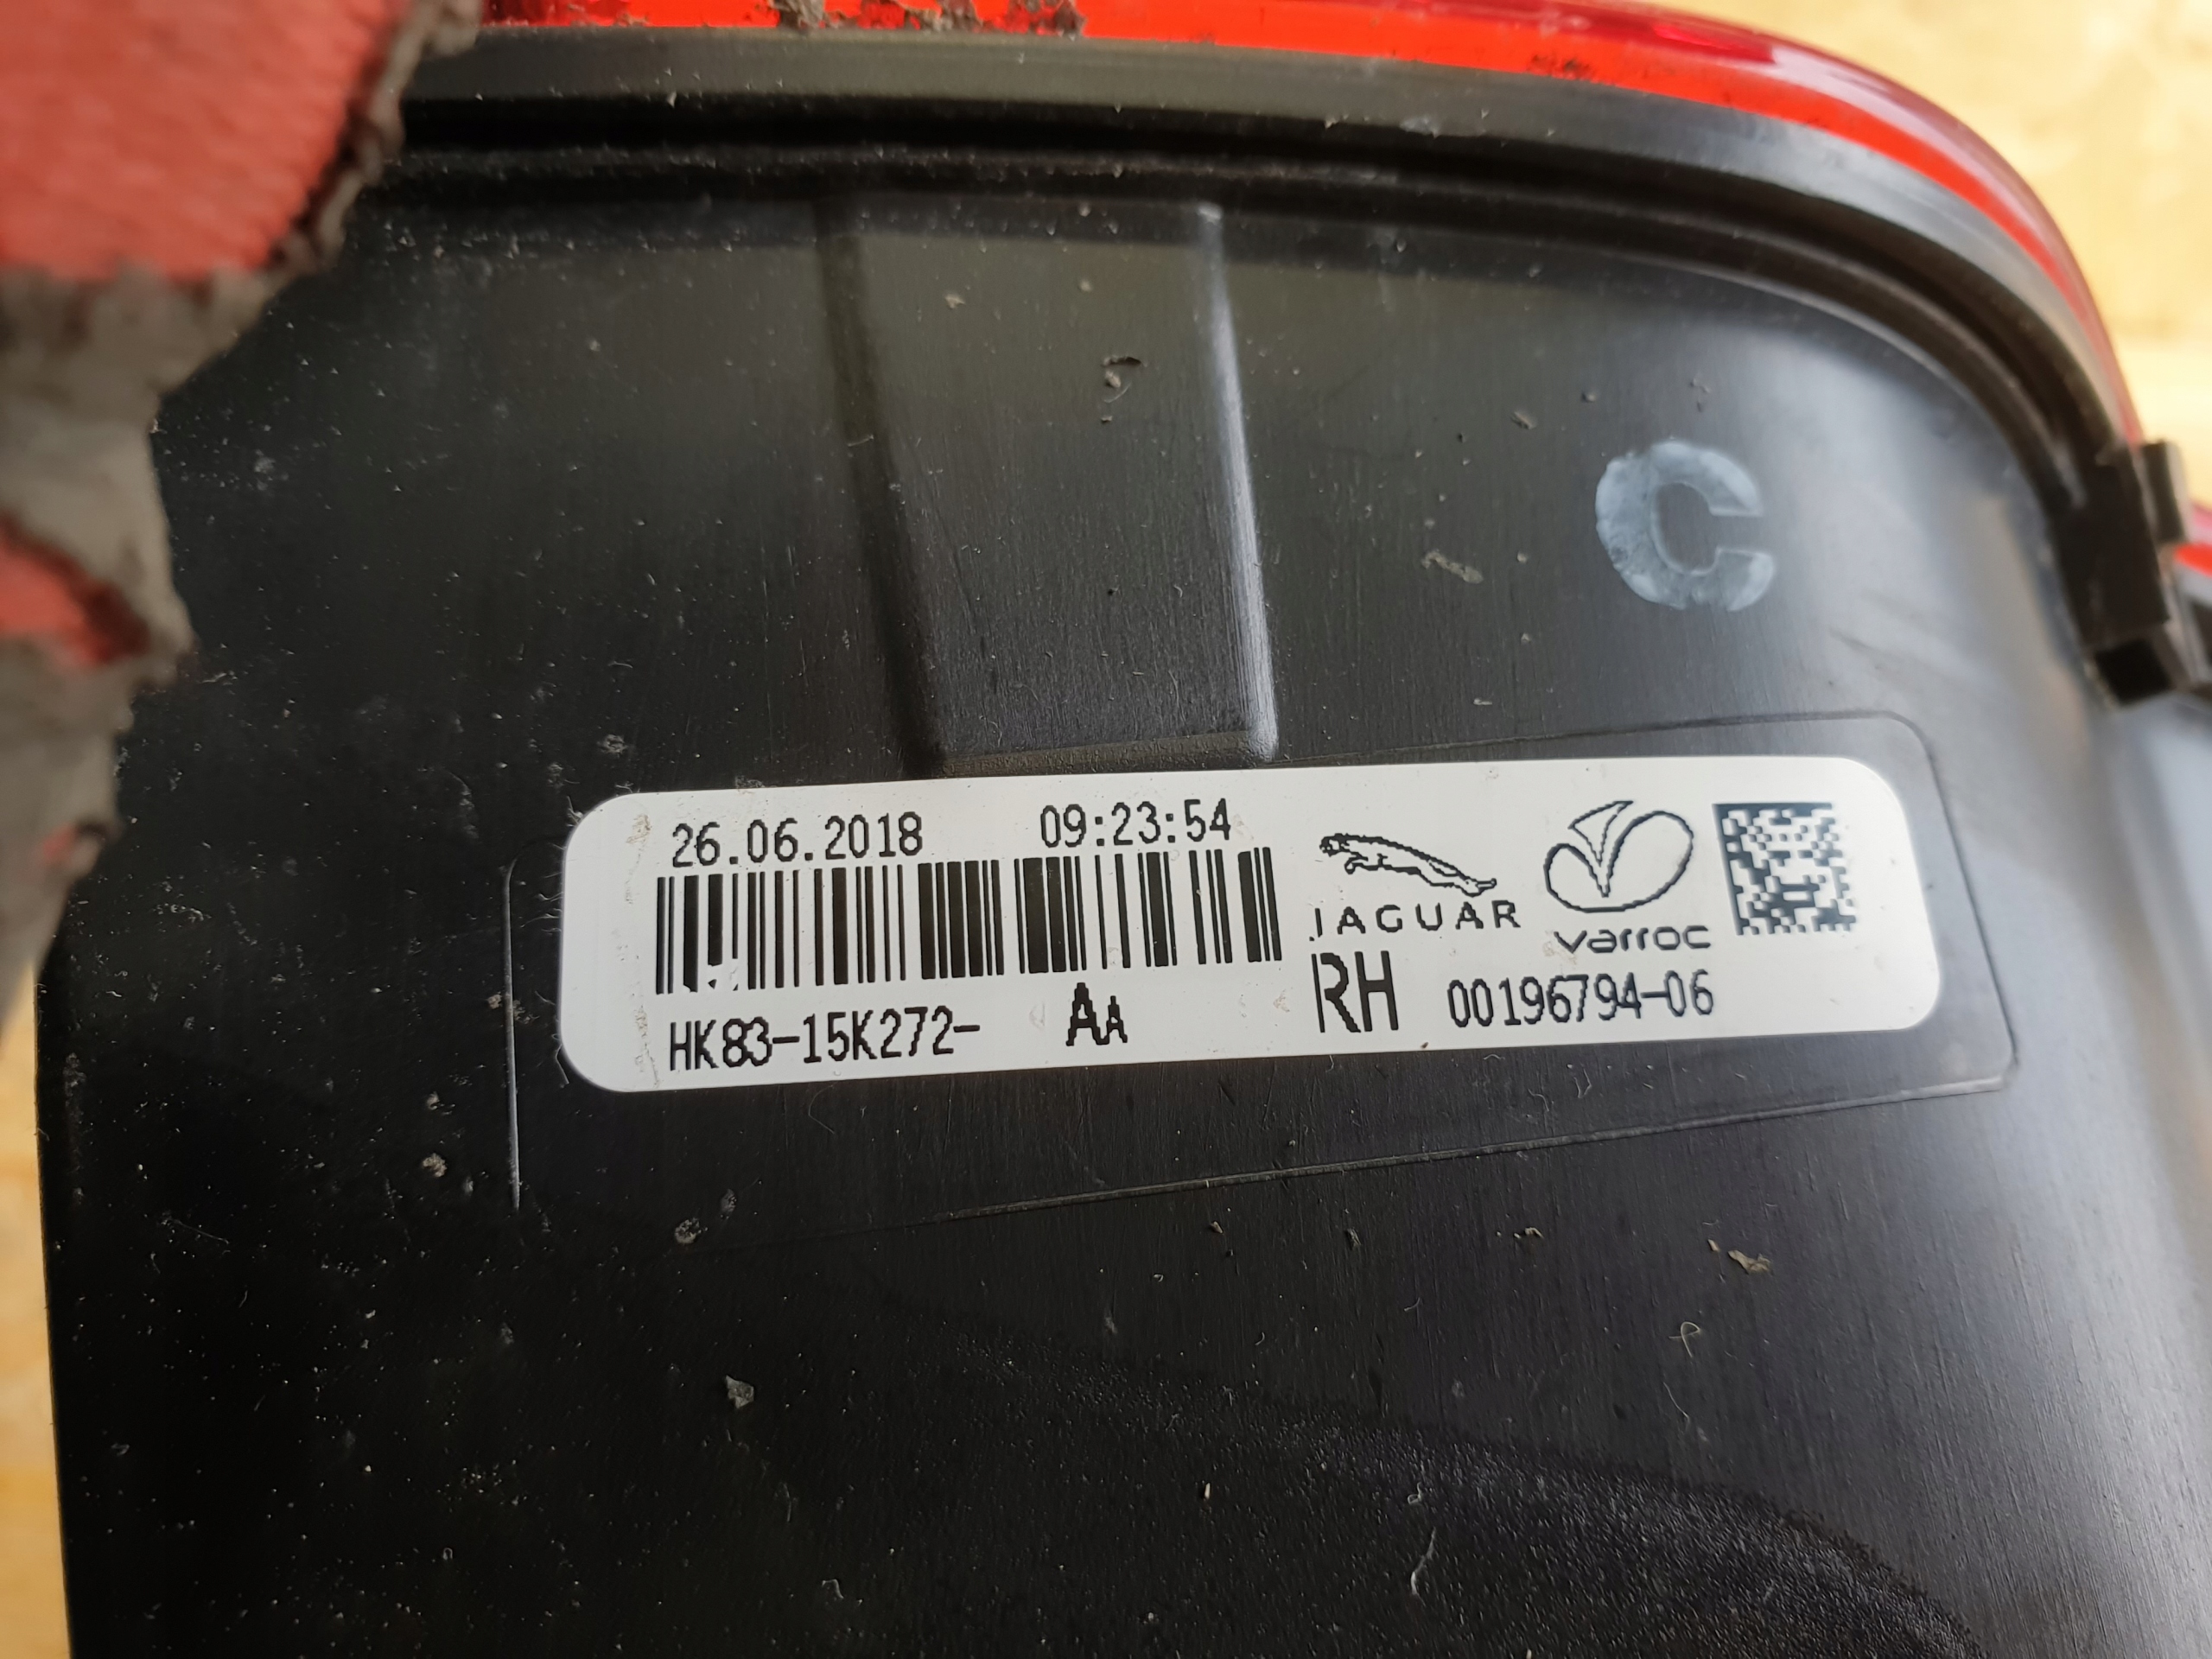 C
26.06.2018 09:23:54
JAGUAR
varroc
HK83-15K272- AA
RH 00196794-06